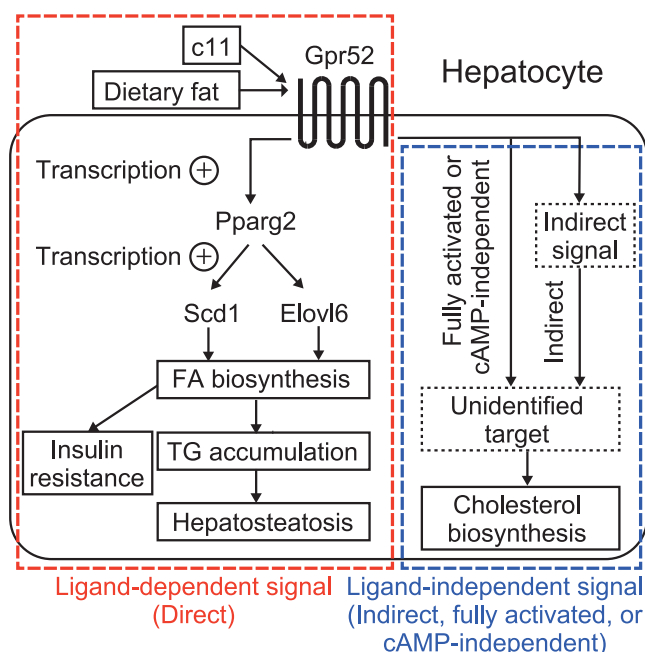 c11
Gpr52
Dietary fat
Hepatocyte
Transcription +
Pparg2
Transcription +
Scd1
Elovl6
FA biosynthesis
Insulin
resistance
TG accumulation
Hepatosteatosis
Fully activated or
cAMP-independent
Indirect
signal
Indirect
Unidentified
target
Cholesterol
biosynthesis
Ligand-dependent signal
(Direct)
Ligand-independent signal
(Indirect, fully activated, or
cAMP-independent)